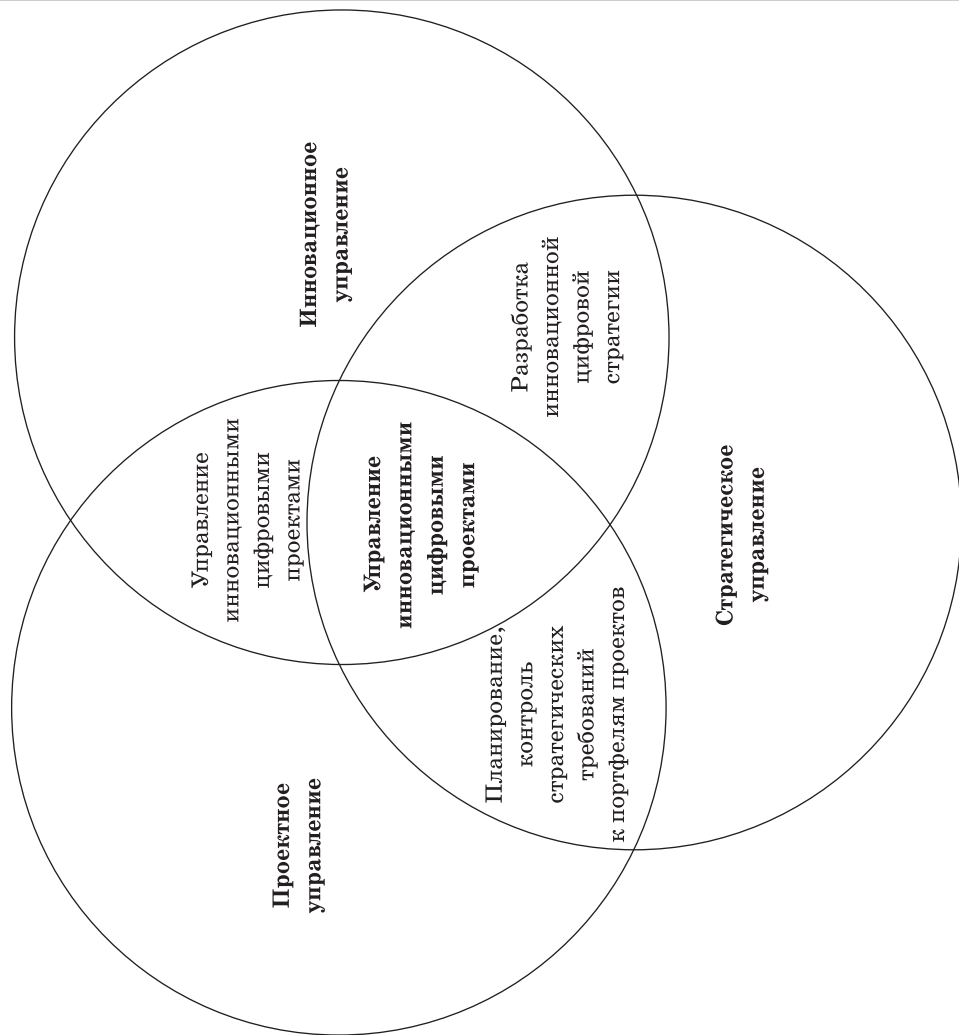 Проектное
управление
Инновационное
управление
Управление
инновационными
цифровыми
проектами
Управление
инновационными
цифровыми
проектами
Планирование,
контроль
стратегических
требований
к портфелям проектов
Разработка
инновационной
цифровой
стратегии
Стратегическое
управление